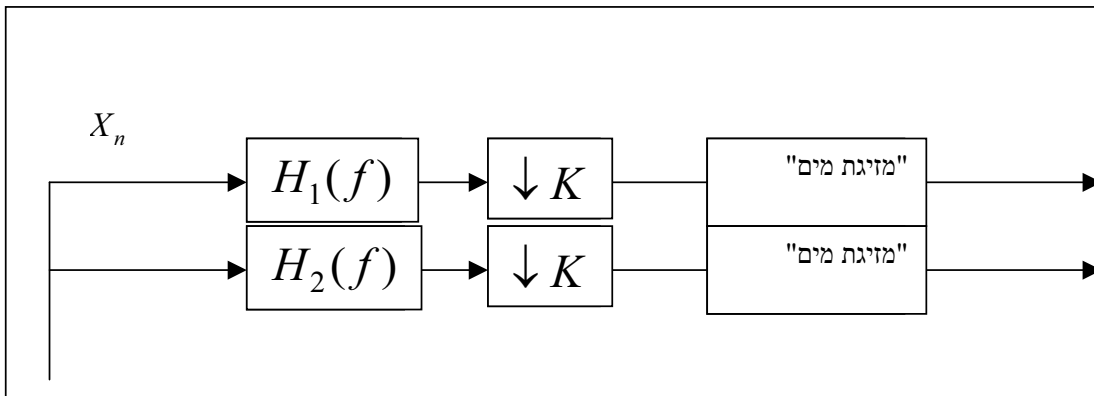 X_n
H_1(f) ↓K "מזיגת מים"
H_2(f) ↓K "מזיגת מים"